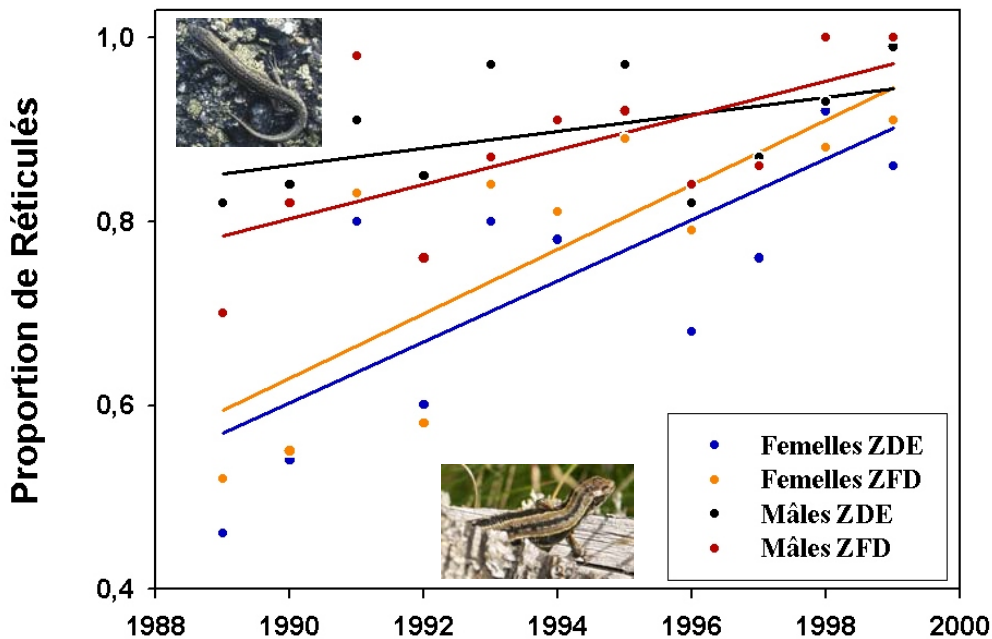 Proportion de Réticulés
1,0
0,8
0,6
0,4
1988 1990 1992 1994 1996 1998 2000
Femelles ZDE
Femelles ZFD
Mâles ZDE
Mâles ZFD